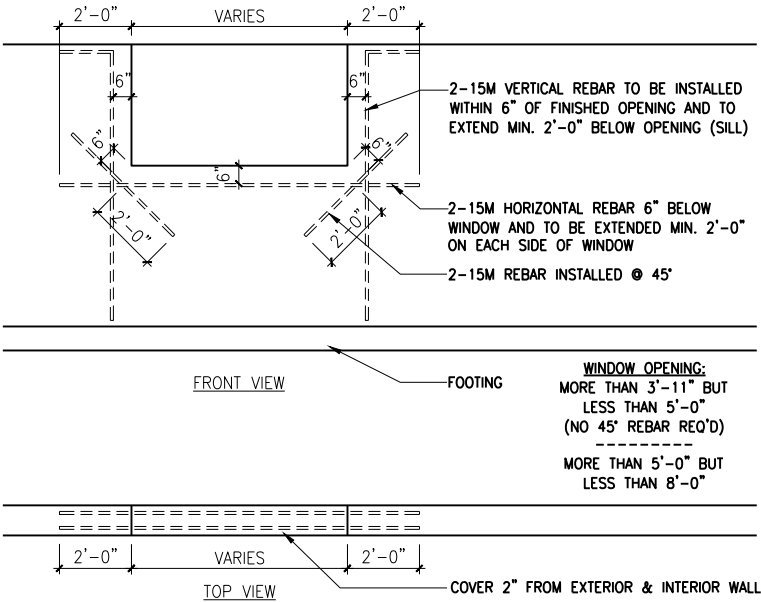 2'-0" VARIES 2'-0"
6" 6"
2-15M VERTICAL REBAR TO BE INSTALLED
WITHIN 6" OF FINISHED OPENING AND TO
EXTEND MIN. 2'-0" BELOW OPENING (SILL)
6" 6" 6"
2'-0" 2'-0"
2-15M HORIZONTAL REBAR 6" BELOW
WINDOW AND TO BE EXTENDED MIN. 2'-0"
ON EACH SIDE OF WINDOW
2-15M REBAR INSTALLED @ 45°
FRONT VIEW
FOOTING
WINDOW OPENING:
MORE THAN 3'-11" BUT
LESS THAN 5'-0"
(NO 45° REBAR REQ'D)
----------
MORE THAN 5'-0" BUT
LESS THAN 8'-0"
2'-0" VARIES 2'-0"
TOP VIEW
COVER 2" FROM EXTERIOR & INTERIOR WALL